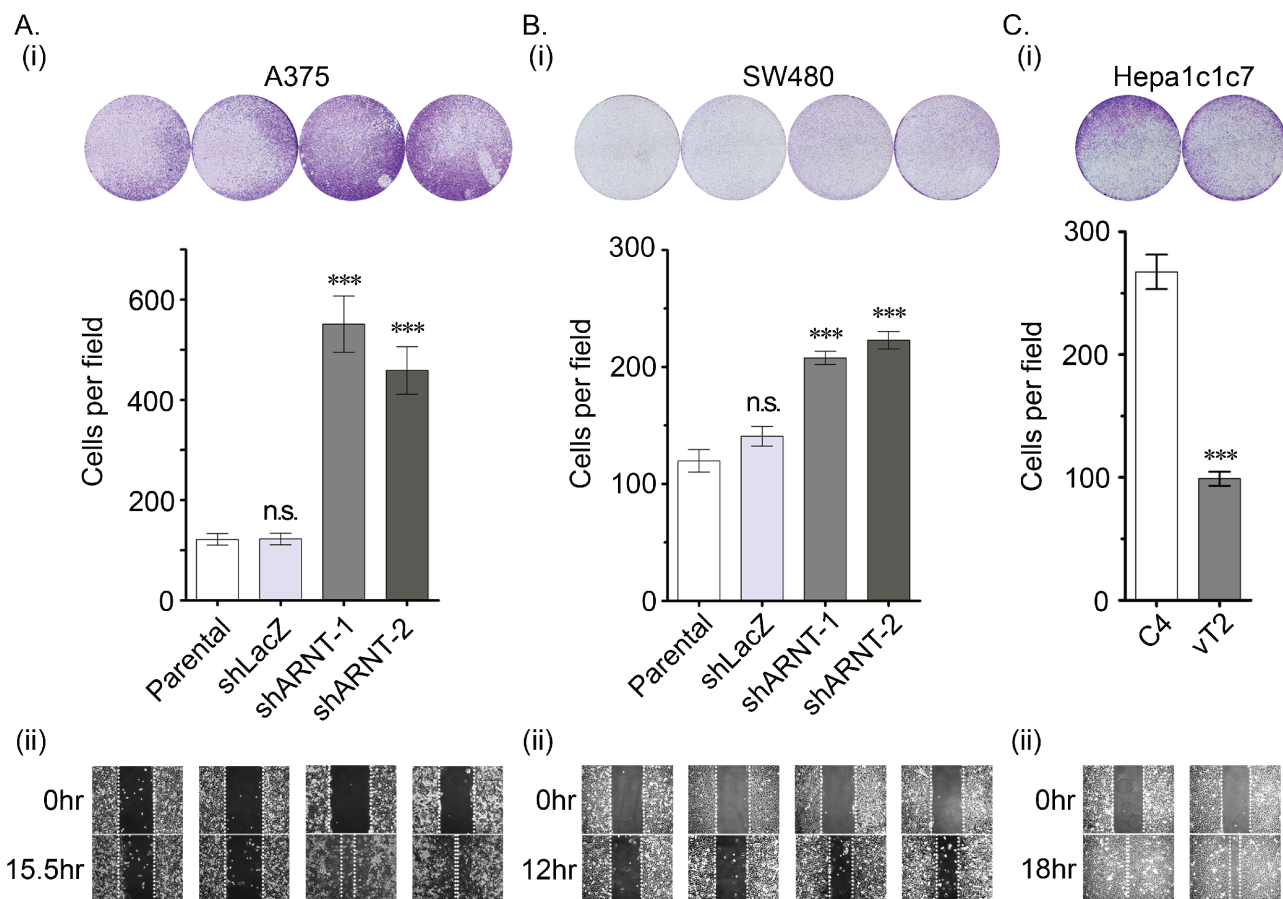 A.
(i)
A375
Cells per field
600
400
200
0
n.s.
***
***
Parental
shLacZ
shARNT-1
shARNT-2
(ii)
0hr
15.5hr
B.
(i)
SW480
Cells per field
300
200
100
0
n.s.
***
***
Parental
shLacZ
shARNT-1
shARNT-2
(ii)
0hr
12hr
C.
(i)
Hepa1c1c7
Cells per field
300
200
100
0
***
C4
vT2
(ii)
0hr
18hr